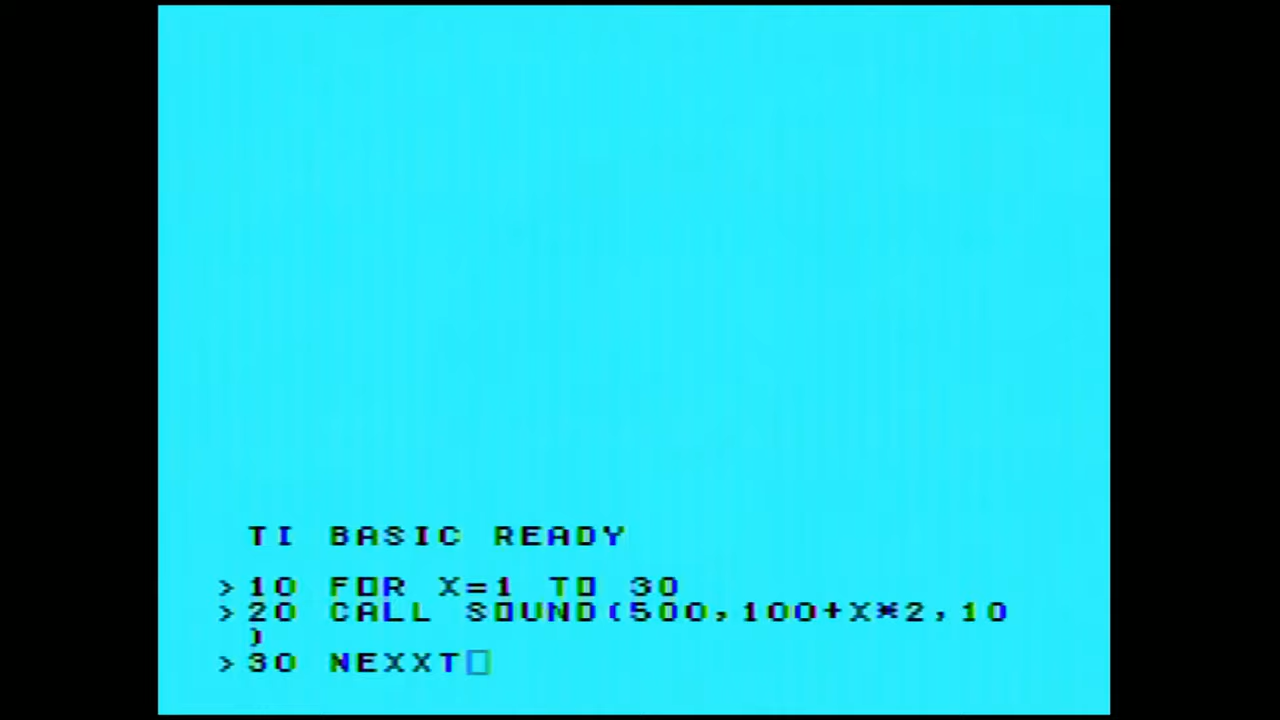 TI BASIC READY
>10 FOR X=1 TO 30
>20 CALL SOUND(500,100+X*2,10
)
>30 NEXXT